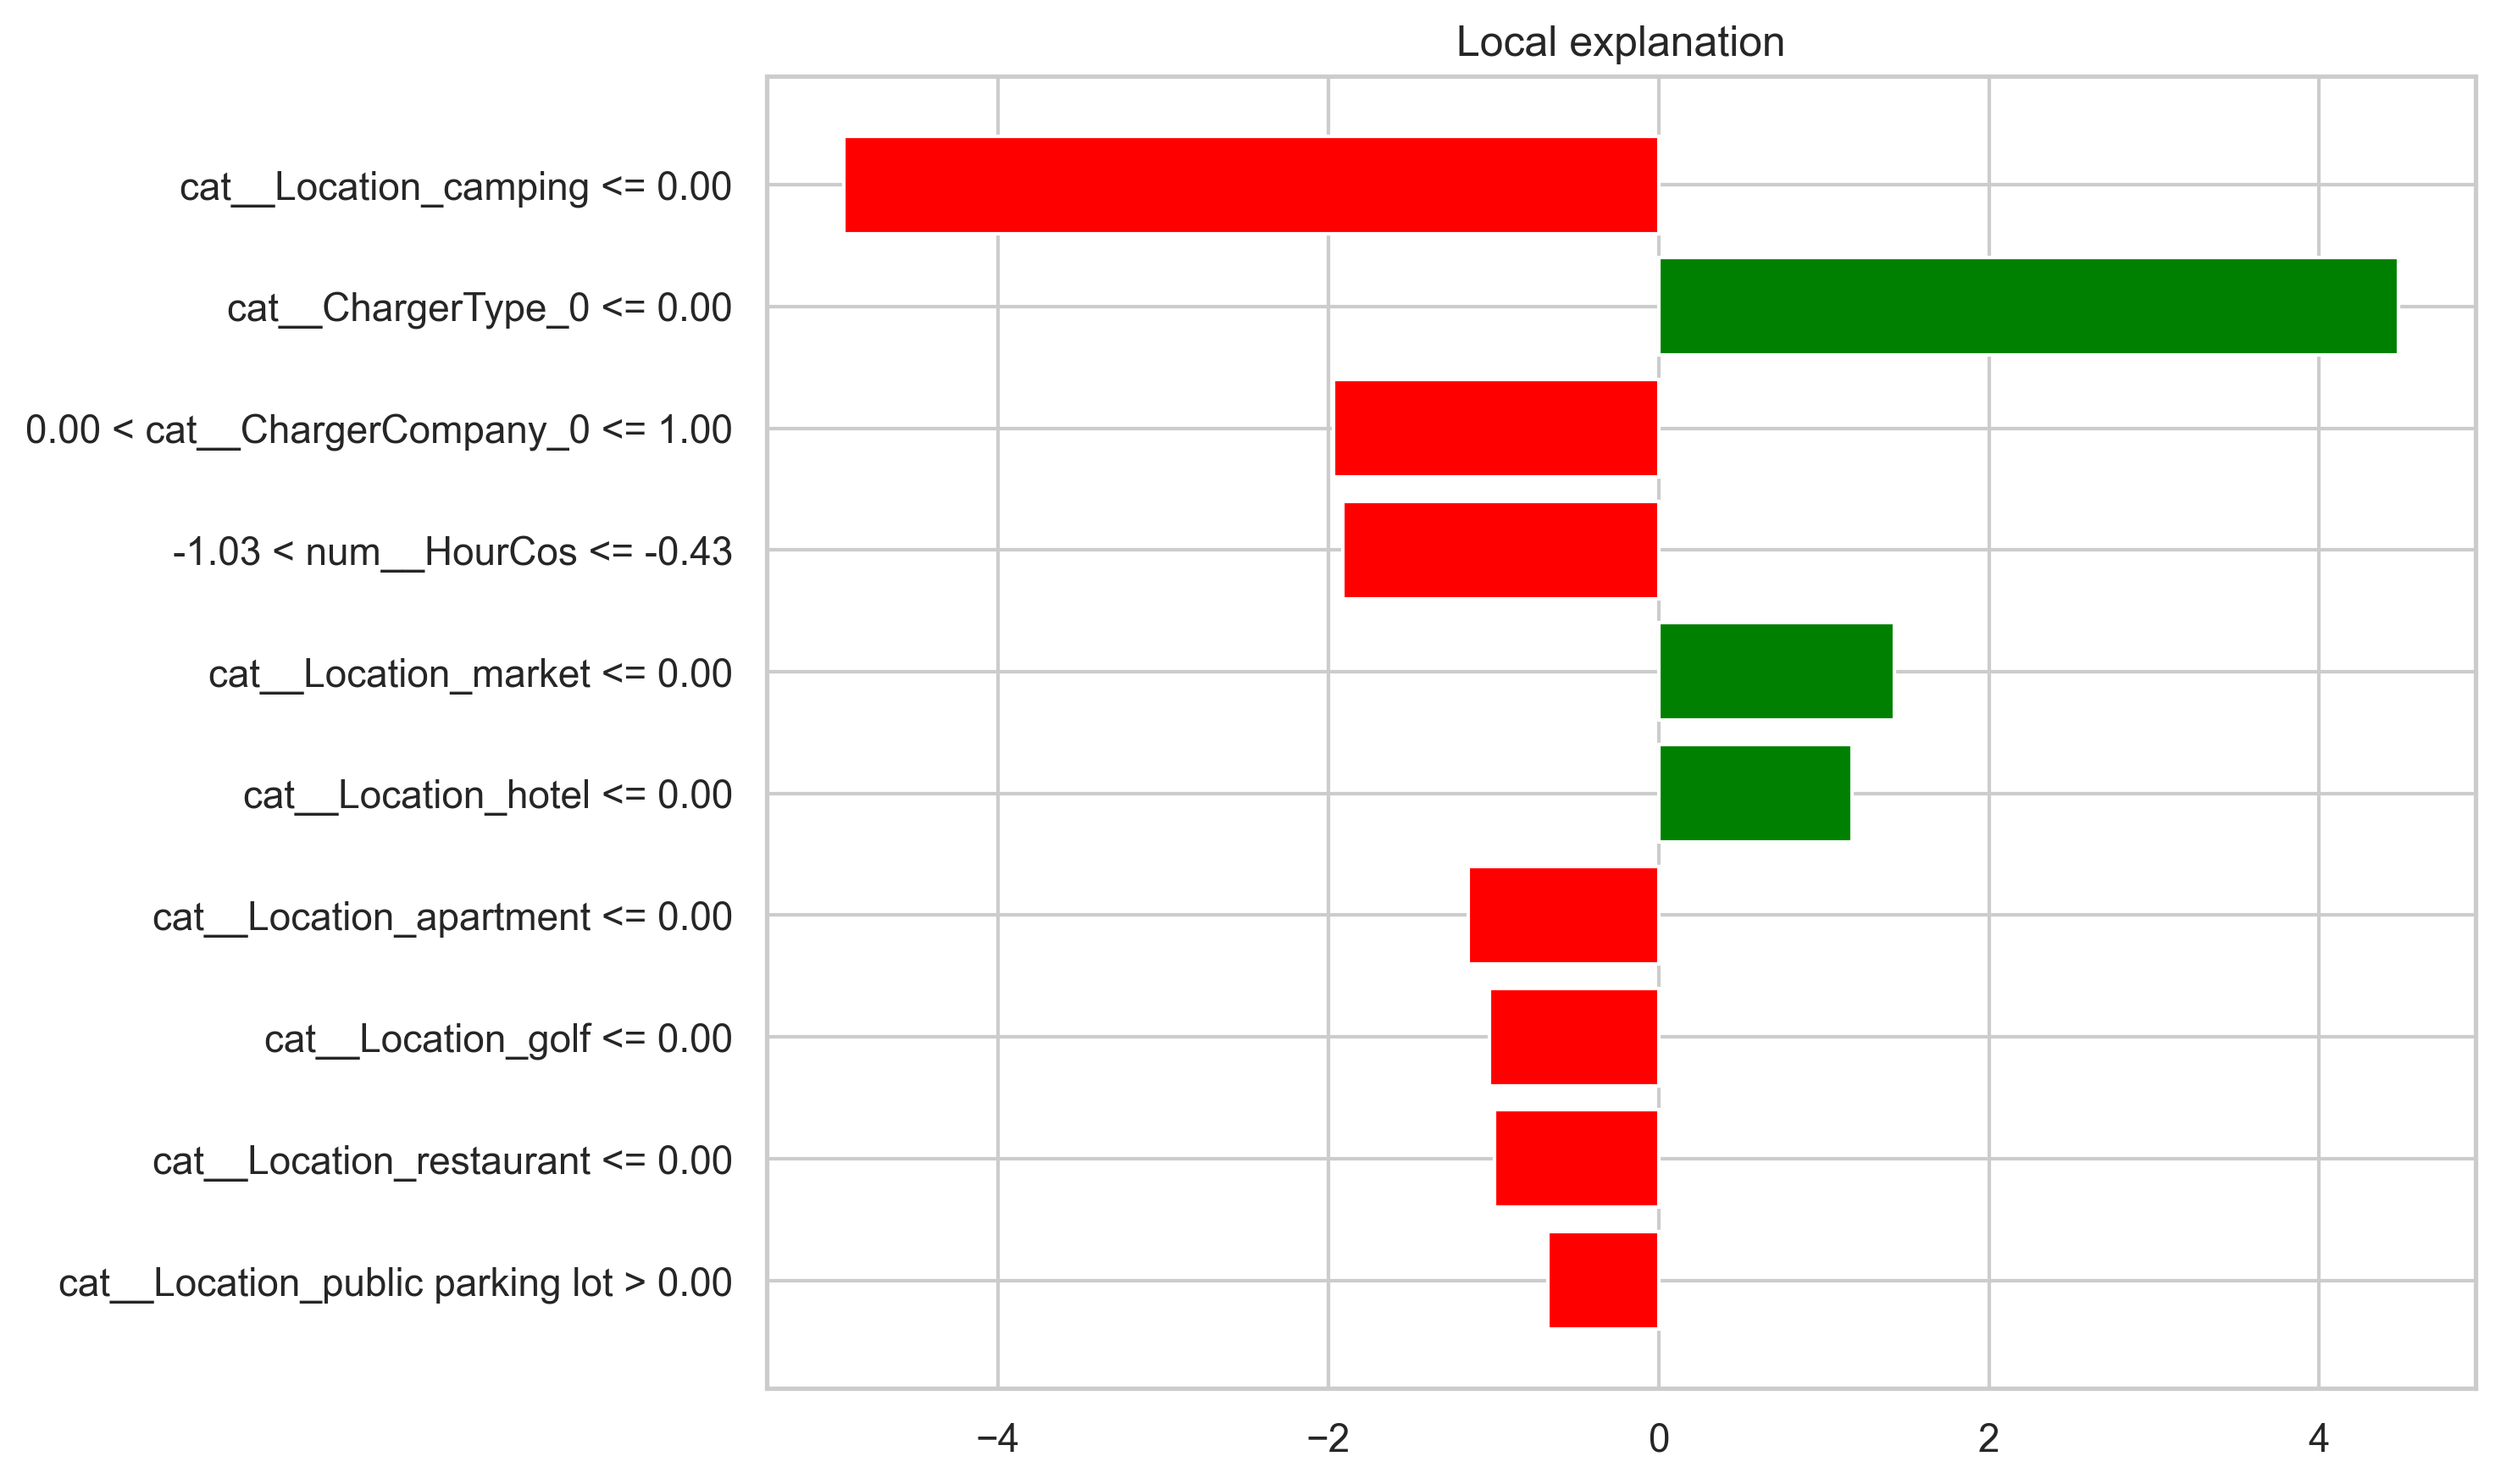 Local explanation
cat__Location_camping <= 0.00
cat__ChargerType_0 <= 0.00
0.00 < cat__ChargerCompany_0 <= 1.00
-1.03 < num__HourCos <= -0.43
cat__Location_market <= 0.00
cat__Location_hotel <= 0.00
cat__Location_apartment <= 0.00
cat__Location_golf <= 0.00
cat__Location_restaurant <= 0.00
cat__Location_public parking lot > 0.00
−4 −2 0 2 4